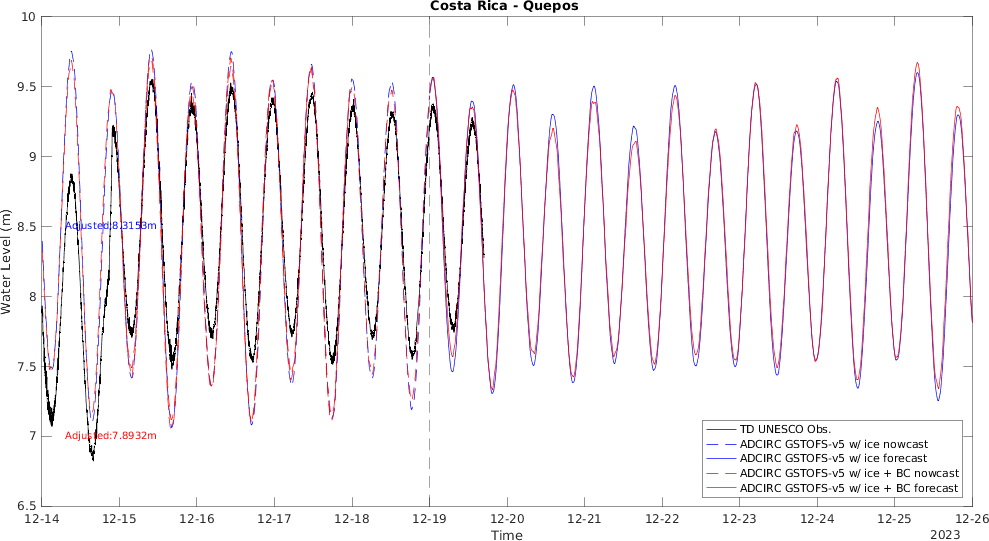 Costa Rica - Quepos
Water Level (m)
10
9.5
9
8.5
8
7.5
7
6.5
Adjusted:8.3153m
Adjusted:7.8932m
TD UNESCO Obs.
ADCIRC GSTOFS-v5 w/ ice nowcast
ADCIRC GSTOFS-v5 w/ ice forecast
ADCIRC GSTOFS-v5 w/ ice + BC nowcast
ADCIRC GSTOFS-v5 w/ ice + BC forecast
12-14 12-15 12-16 12-17 12-18 12-19 12-20 12-21 12-22 12-23 12-24 12-25 12-26
Time
2023